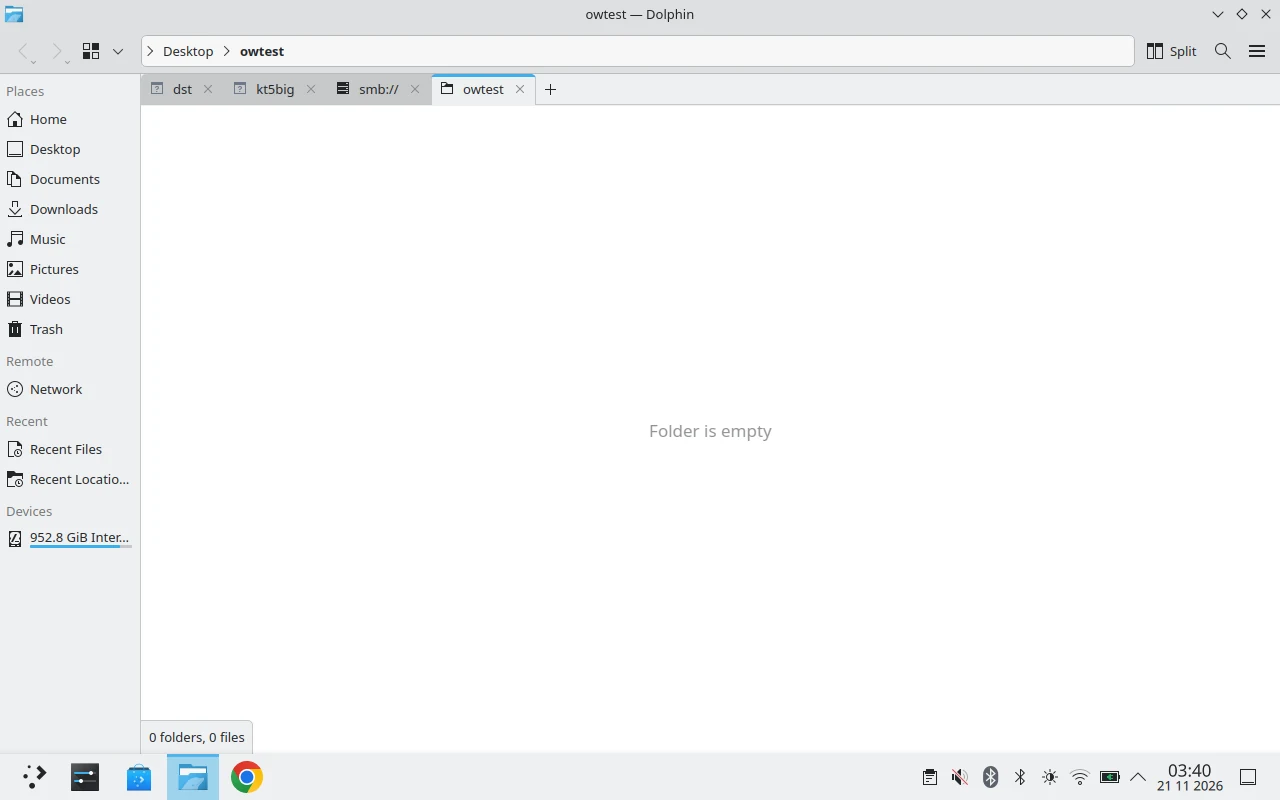 owtest — Dolphin
Desktop
owtest
Split
dst
kt5big
smb://
owtest
Places
Home
Desktop
Documents
Downloads
Music
Pictures
Videos
Trash
Remote
Network
Recent
Recent Files
Recent Locatio...
Devices
952.8 GiB Inter...
Folder is empty
0 folders, 0 files
03:40
21 11 2026